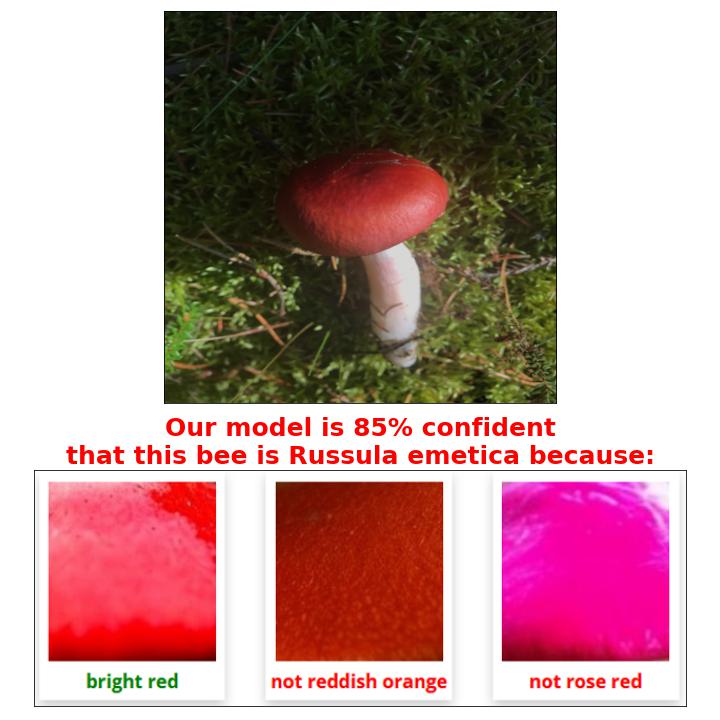 Our model is 85% confident
that this bee is Russula emetica because:
bright red
not reddish orange
not rose red